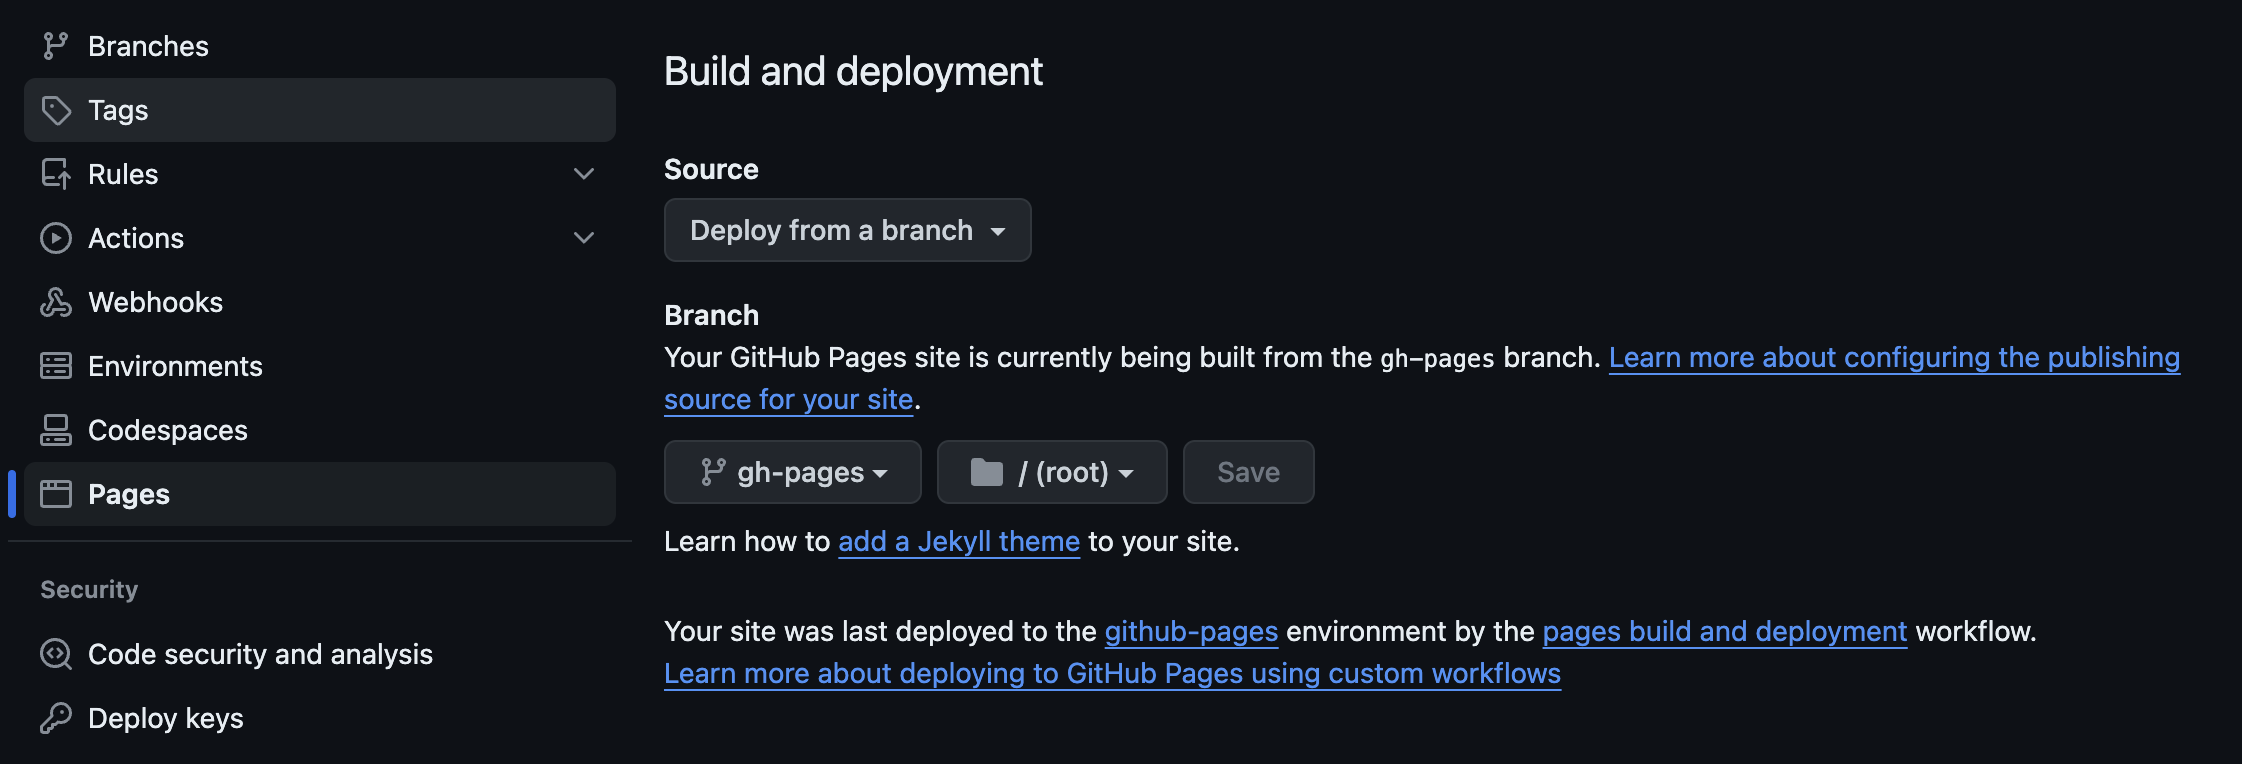 Branches
Tags
Rules
Actions
Webhooks
Environments
Codespaces
Pages
Security
Code security and analysis
Deploy keys
Build and deployment
Source
Deploy from a branch
Branch
Your GitHub Pages site is currently being built from the gh-pages branch. Learn more about configuring the publishing
source for your site.
gh-pages / (root) Save
Learn how to add a Jekyll theme to your site.
Your site was last deployed to the github-pages environment by the pages build and deployment workflow.
Learn more about deploying to GitHub Pages using custom workflows